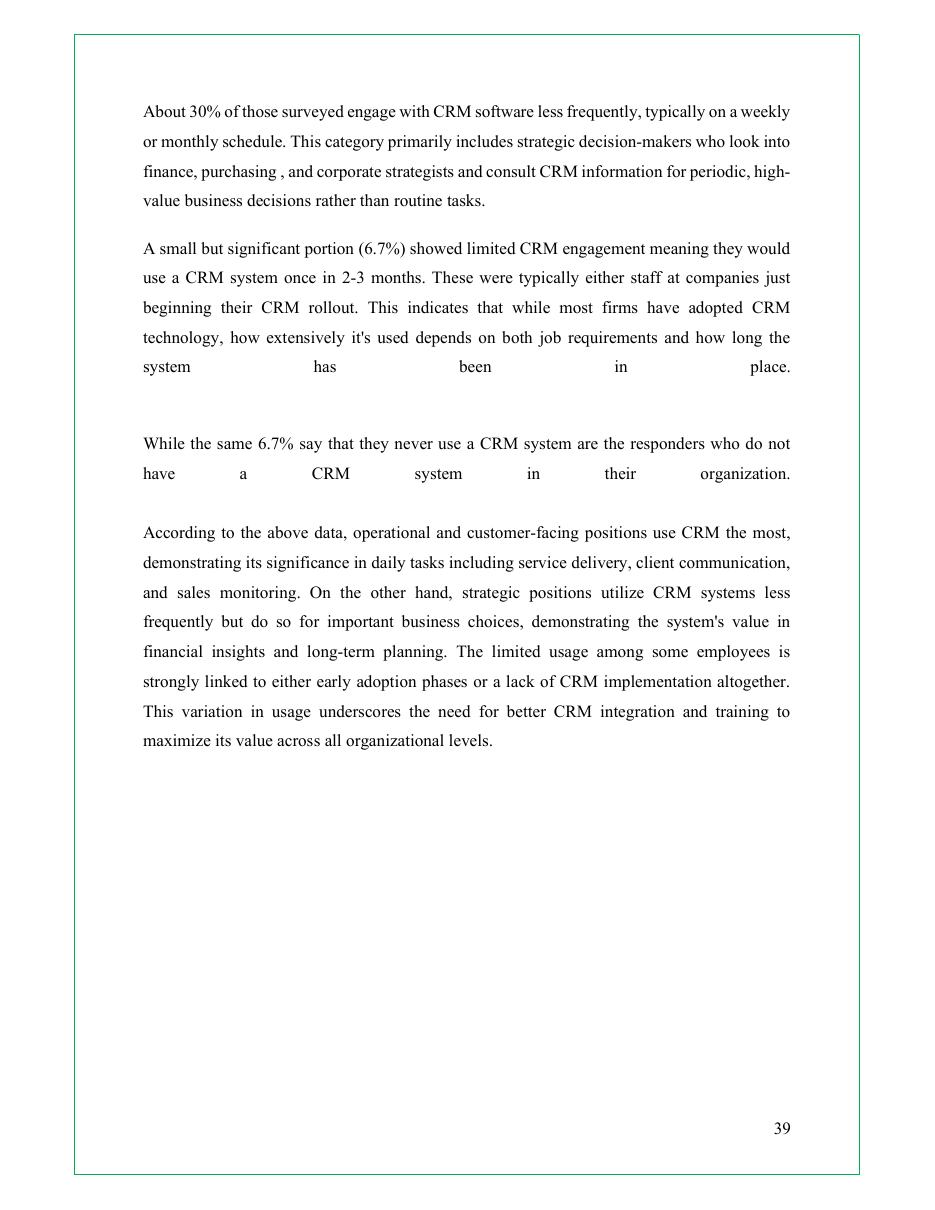 About 30% of those surveyed engage with CRM software less frequently, typically on a weekly
or monthly schedule. This category primarily includes strategic decision-makers who look into
finance, purchasing , and corporate strategists and consult CRM information for periodic, high-
value business decisions rather than routine tasks.
A small but significant portion (6.7%) showed limited CRM engagement meaning they would
use a CRM system once in 2-3 months. These were typically either staff at companies just
beginning their CRM rollout. This indicates that while most firms have adopted CRM
technology, how extensively it's used depends on both job requirements and how long the
system has been in place.
While the same 6.7% say that they never use a CRM system are the responders who do not
have a CRM system in their organization.
According to the above data, operational and customer-facing positions use CRM the most,
demonstrating its significance in daily tasks including service delivery, client communication,
and sales monitoring. On the other hand, strategic positions utilize CRM systems less
frequently but do so for important business choices, demonstrating the system's value in
financial insights and long-term planning. The limited usage among some employees is
strongly linked to either early adoption phases or a lack of CRM implementation altogether.
This variation in usage underscores the need for better CRM integration and training to
maximize its value across all organizational levels.
39